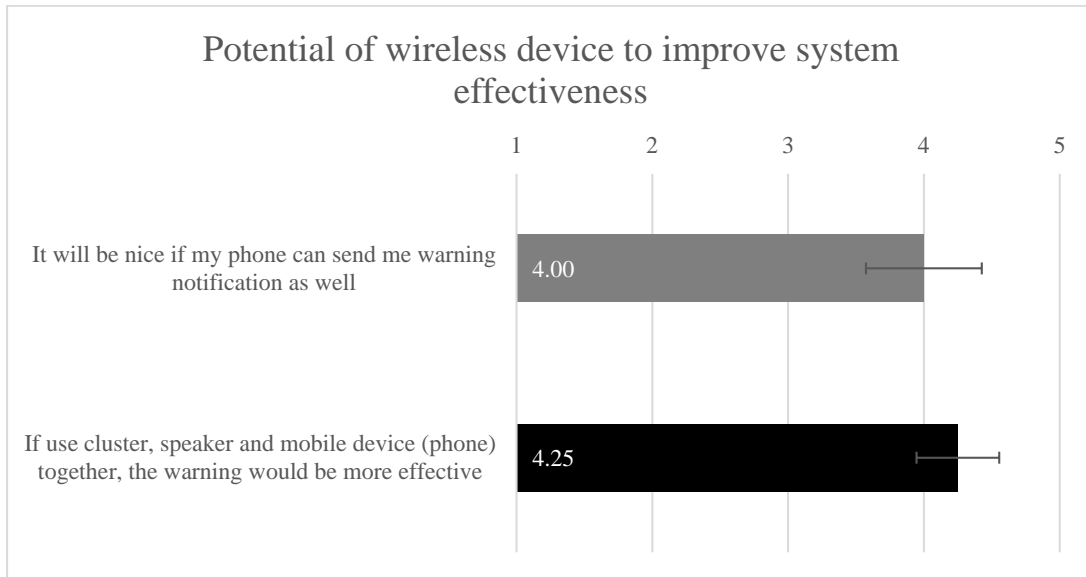 Potential of wireless device to improve system
effectiveness
1 2 3 4 5
It will be nice if my phone can send me warning
notification as well
4.00
If use cluster, speaker and mobile device (phone)
together, the warning would be more effective
4.25